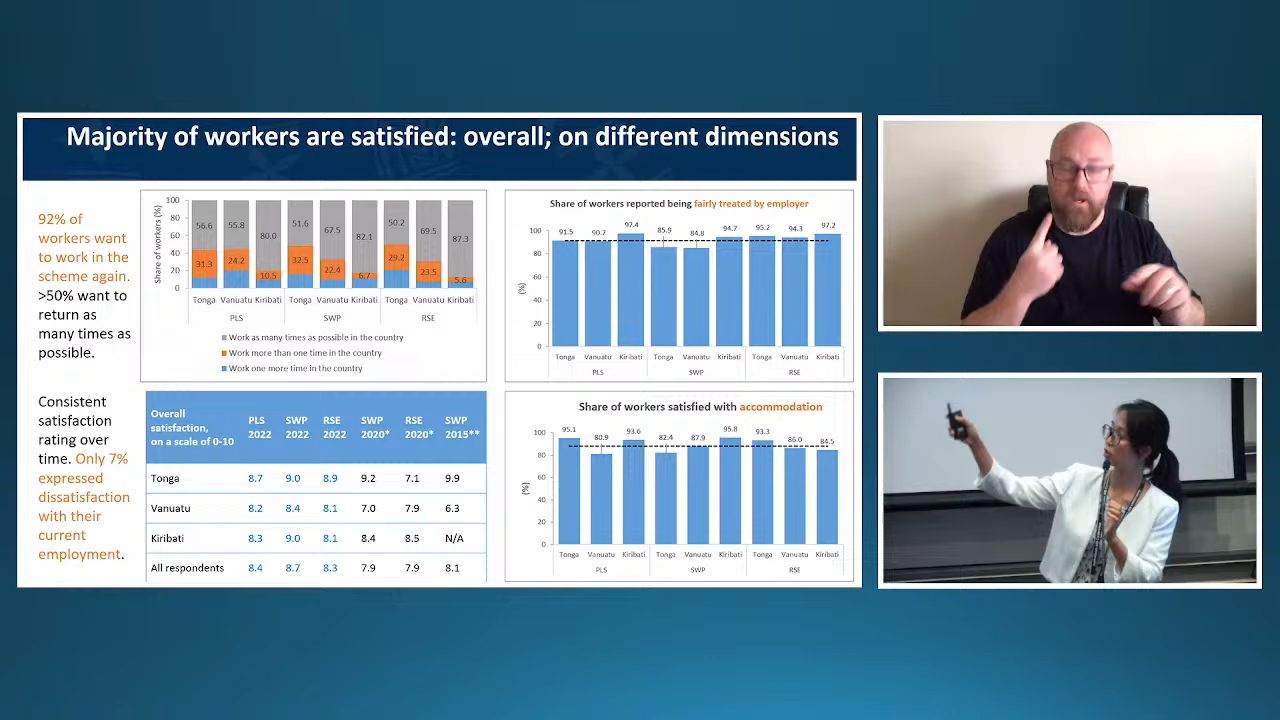 Majority of workers are satisfied: overall; on different dimensions
92% of
workers want
to work in the
scheme again.
>50% want to
return as
many times as
possible.
Consistent
satisfaction
rating over
time. Only 7%
expressed
dissatisfaction
with their
current
employment.
Share of workers (%)
100
80
60
40
20
0
56.6 55.8 80.0 51.6 67.5 82.1 50.2 69.5 87.3
31.3 24.2 10.5 32.5 22.4 6.7 29.2 23.5 5.6
Tonga Vanuatu Kiribati Tonga Vanuatu Kiribati Tonga Vanuatu Kiribati
PLS SWP RSE
Work as many times as possible in the country
Work more than one time in the country
Work one more time in the country
Share of workers reported being fairly treated by employer
(%)
100
80
60
40
20
0
91.5 90.7 97.4 85.9 84.8 94.7 95.2 94.3 97.2
Tonga Vanuatu Kiribati Tonga Vanuatu Kiribati Tonga Vanuatu Kiribati
PLS SWP RSE
Overall satisfaction, on a scale of 0-10 PLS 2022 SWP 2022 RSE 2022 SWP 2020* RSE 2020* SWP 2015**
Tonga 8.7 9.0 8.9 9.2 7.1 9.9
Vanuatu 8.2 8.4 8.1 7.0 7.9 6.3
Kiribati 8.3 9.0 8.1 8.4 8.5 N/A
All respondents 8.4 8.7 8.3 7.9 7.9 8.1
Share of workers satisfied with accommodation
(%)
100
80
60
40
20
0
95.1 80.9 93.6 82.4 87.9 95.8 93.3 86.0 84.5
Tonga Vanuatu Kiribati Tonga Vanuatu Kiribati Tonga Vanuatu Kiribati
PLS SWP RSE